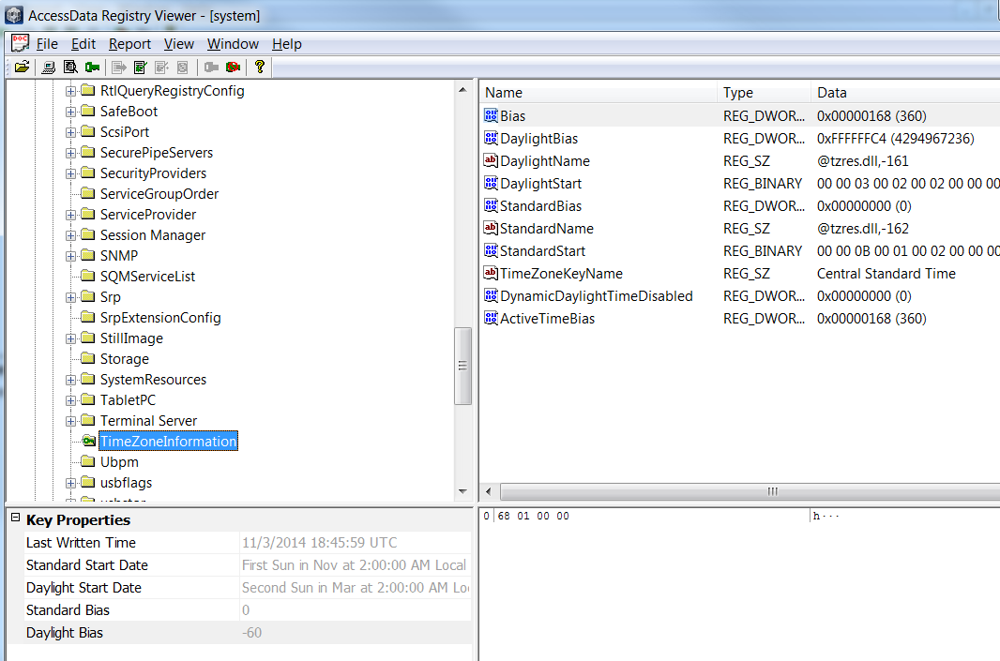 AccessData Registry Viewer - [system]
File Edit Report View Window Help
RtlQueryRegistryConfig
SafeBoot
ScsiPort
SecurePipeServers
SecurityProviders
ServiceGroupOrder
ServiceProvider
Session Manager
SNMP
SQMServiceList
Srp
SrpExtensionConfig
StillImage
Storage
SystemResources
TabletPC
Terminal Server
TimeZoneInformation
Ubpm
usbflags
Name Type Data
Bias REG_DWOR... 0x00000168 (360)
DaylightBias REG_DWOR... 0xFFFFFFC4 (4294967236)
DaylightName REG_SZ @tzres.dll,-161
DaylightStart REG_BINARY 00 00 03 00 02 00 02 00 00 00
StandardBias REG_DWOR... 0x00000000 (0)
StandardName REG_SZ @tzres.dll,-162
StandardStart REG_BINARY 00 00 0B 00 01 00 02 00 00 00
TimeZoneKeyName REG_SZ Central Standard Time
DynamicDaylightTimeDisabled REG_DWOR... 0x00000000 (0)
ActiveTimeBias REG_DWOR... 0x00000168 (360)
Key Properties
Last Written Time 11/3/2014 18:45:59 UTC
Standard Start Date First Sun in Nov at 2:00:00 AM Local
Daylight Start Date Second Sun in Mar at 2:00:00 AM Lo
Standard Bias 0
Daylight Bias -60
0 68 01 00 00 h···